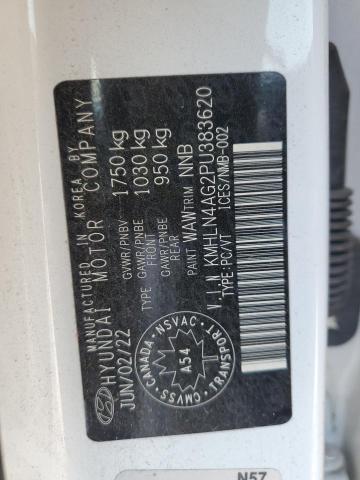 MANUFACTURED IN KOREA BY
HYUNDAI MOTOR COMPANY
JUN/02/22
GVWR/PNBV 1750 kg
TYPE: GAWR/PNBE FRONT 1030 kg
GAWR/PNBE REAR 950 kg
PAINT WAW TRIM NNB
V.I.N.: KMHLN4AG2PU383620
TYPE:PC/VT ICES/NMB-002
CANADA NSVAC
A54
CMVSS TRANSPORT
N57